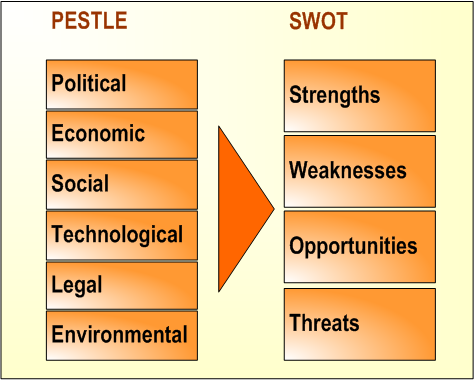 PESTLE
Political
Economic
Social
Technological
Legal
Environmental
SWOT
Strengths
Weaknesses
Opportunities
Threats